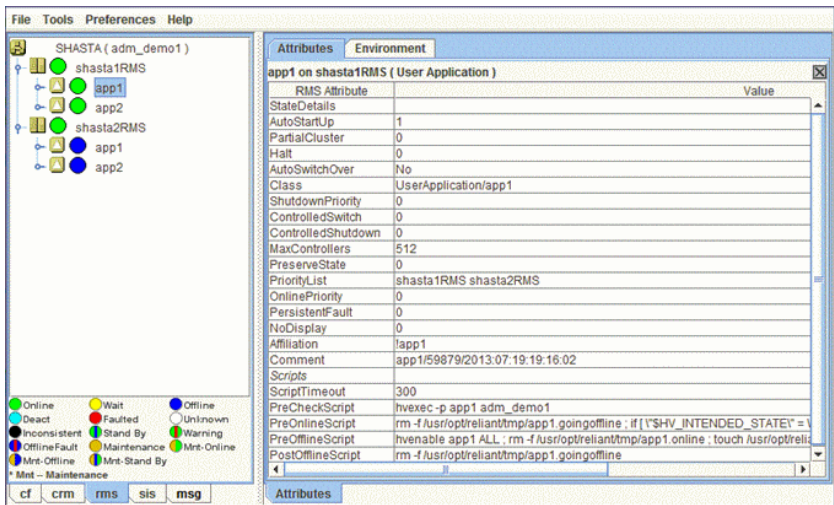 File Tools Preferences Help
SHASTA ( adm_demo1 )
shasta1RMS
app1
app2
shasta2RMS
app1
app2
Online Wait Offline
Deact Faulted Unknown
Inconsistent Stand By Warning
OfflineFault Maintenance Mnt-Online
Mnt-Offline Mnt-Stand By
* Mnt -- Maintenance
cf crm rms sis msg
Attributes Environment
app1 on shasta1RMS ( User Application )
RMS Attribute Value
StateDetails
AutoStartUp 1
PartialCluster 0
Halt 0
AutoSwitchOver No
Class UserApplication/app1
ShutdownPriority 0
ControlledSwitch 0
ControlledShutdown 0
MaxControllers 512
PreserveState 0
PriorityList shasta1RMS shasta2RMS
OnlinePriority 0
PersistentFault 0
NoDisplay 0
Affiliation !app1
Comment app1/59879/2013:07:19:19:16:02
Scripts
ScriptTimeout 300
PreCheckScript hvexec -p app1 adm_demo1
PreOnlineScript rm -f /usr/opt/reliant/tmp/app1.goingoffline ; if [ \"$HV_INTENDED_STATE\" = \
PreOfflineScript hvenable app1 ALL ; rm -f /usr/opt/reliant/tmp/app1.online ; touch /usr/opt/relia
PostOfflineScript rm -f /usr/opt/reliant/tmp/app1.goingoffline
Attributes